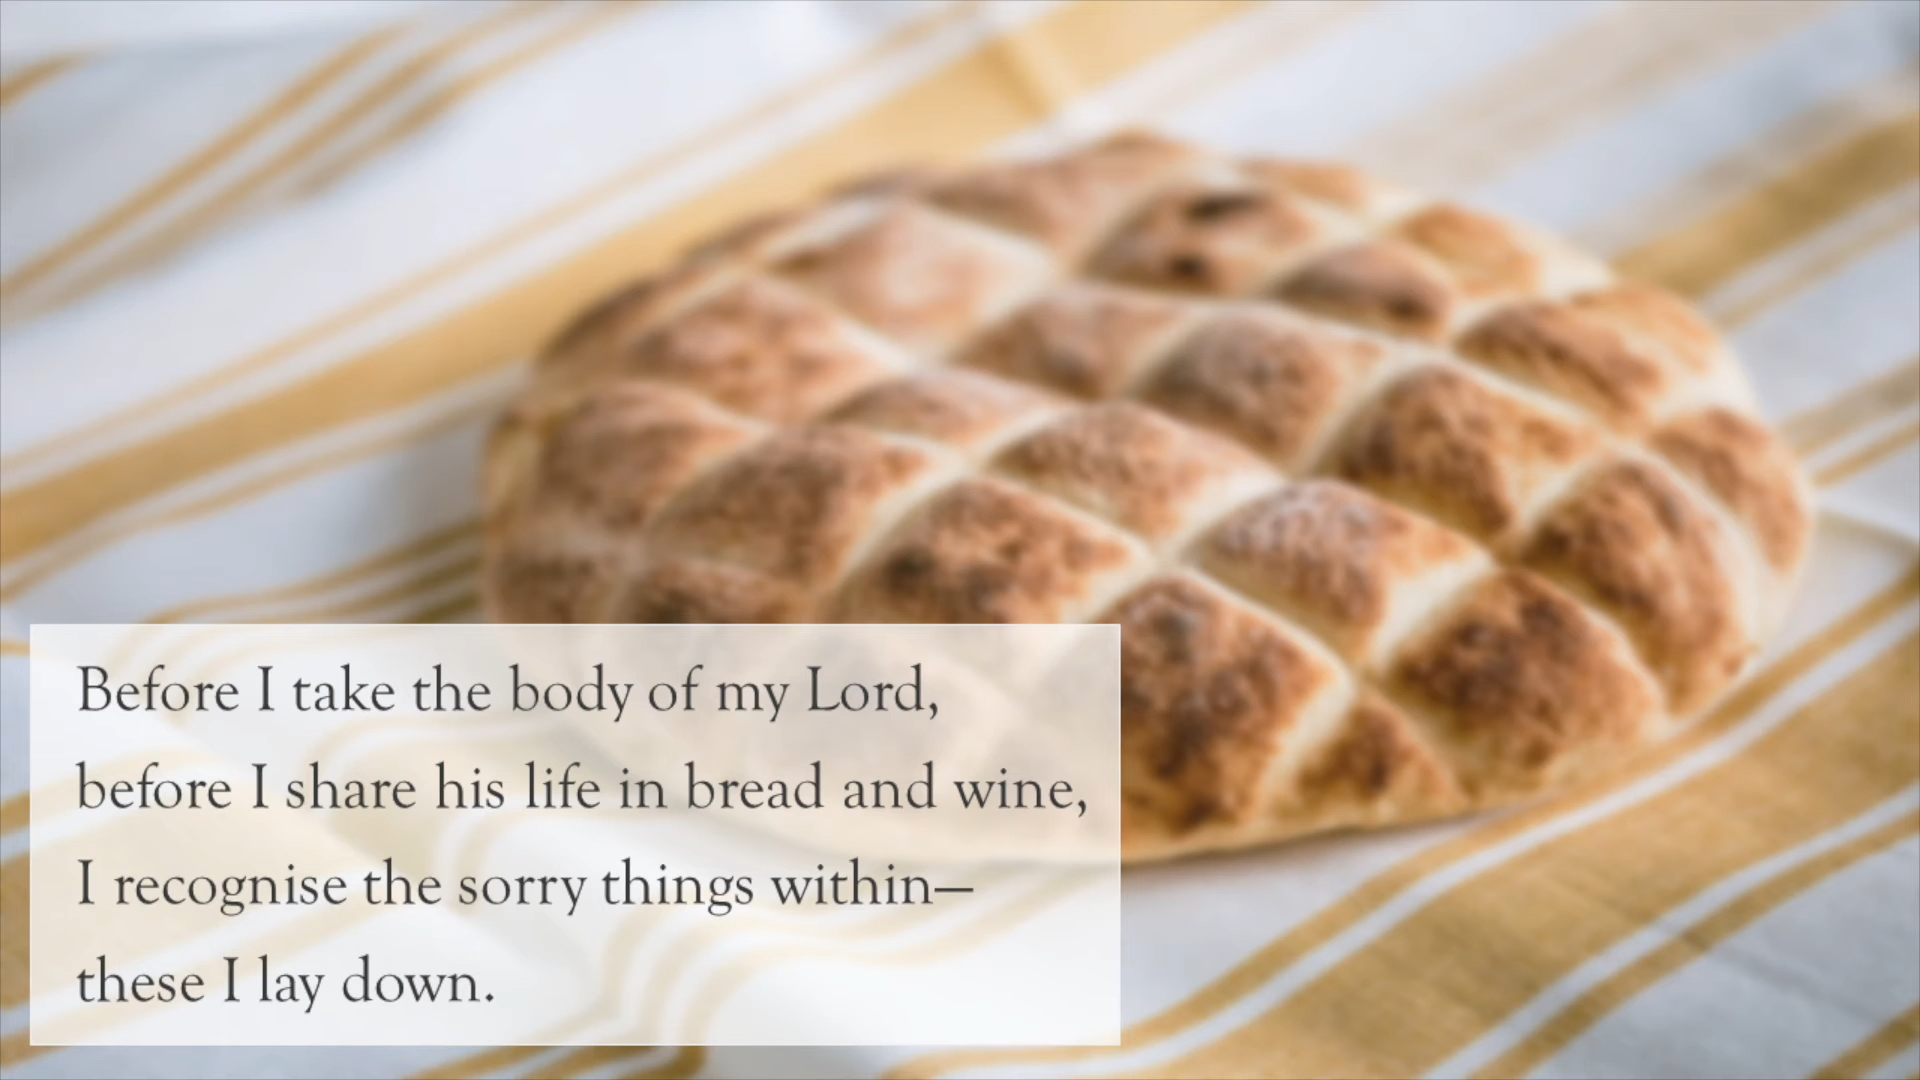 Before I take the body of my Lord,
before I share his life in bread and wine,
I recognise the sorry things within—
these I lay down.